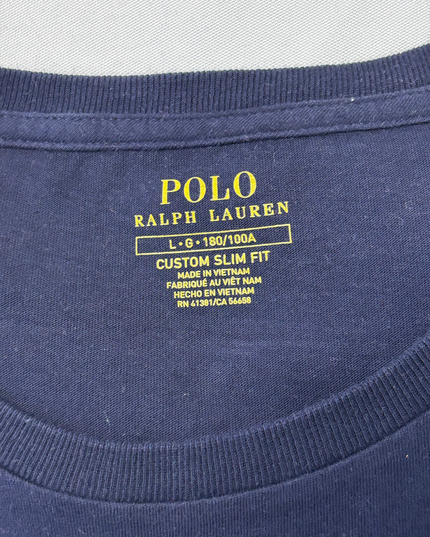 POLO
RALPH LAUREN
L • G • 180/100A
CUSTOM SLIM FIT
MADE IN VIETNAM
FABRIQUÉ AU VIÊT NAM
HECHO EN VIETNAM
RN 41381/CA 56658